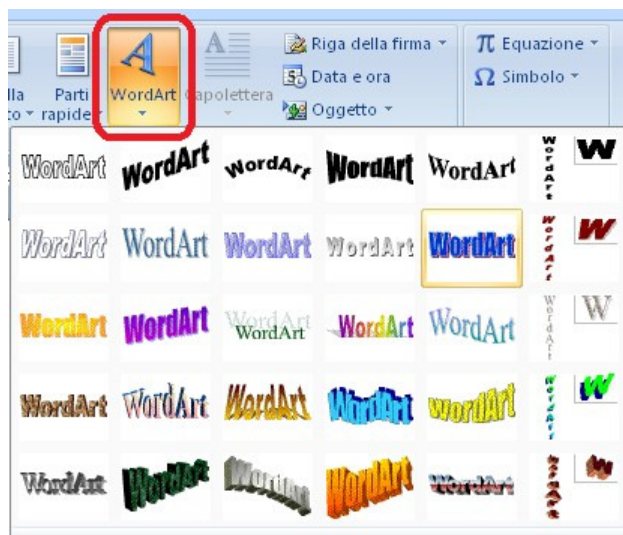 lla
to
Parti
rapide
WordArt
Capolettera
Riga della firma
Data e ora
Oggetto
π Equazione
Ω Simbolo
WordArt WordArt WordArt WordArt WordArt WordArt W
WordArt WordArt WordArt WordArt WordArt WordArt W
WordArt WordArt WordArt WordArt WordArt WordArt W
WordArt WordArt WordArt WordArt WordArt WordArt W
WordArt WordArt WordArt WordArt WordArt WordArt W